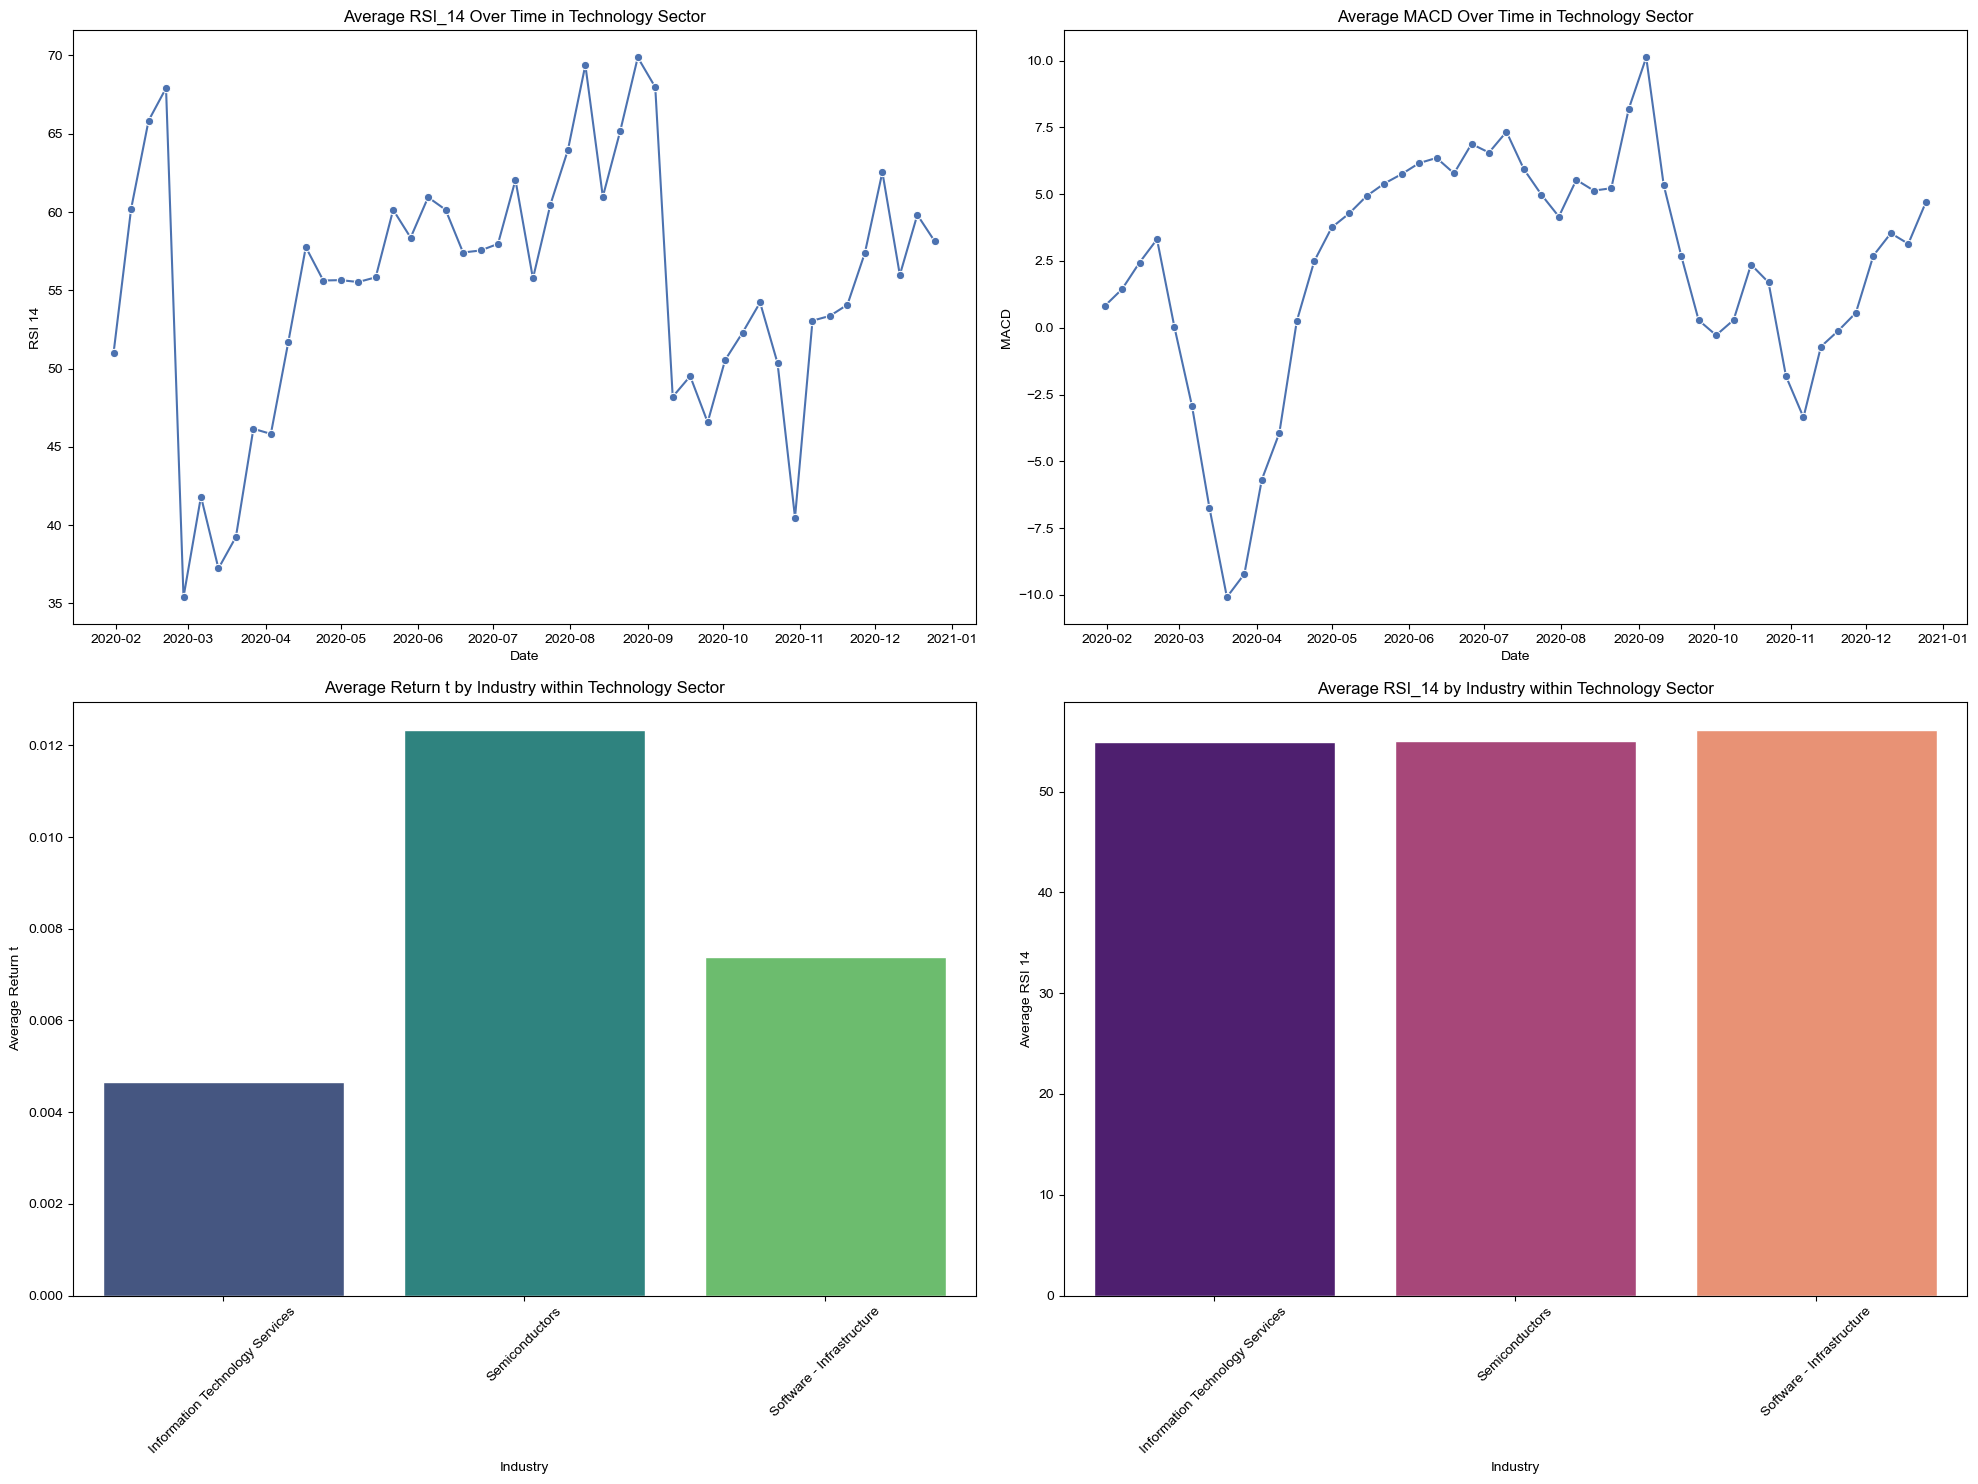 Average RSI_14 Over Time in Technology Sector
70
65
60
55
50
45
40
35
RSI 14
2020-02 2020-03 2020-04 2020-05 2020-06 2020-07 2020-08 2020-09 2020-10 2020-11 2020-12 2021-01
Date
Average MACD Over Time in Technology Sector
10.0
7.5
5.0
2.5
0.0
−2.5
−5.0
−7.5
−10.0
MACD
2020-02 2020-03 2020-04 2020-05 2020-06 2020-07 2020-08 2020-09 2020-10 2020-11 2020-12 2021-01
Date
Average Return t by Industry within Technology Sector
0.012
0.010
0.008
0.006
0.004
0.002
0.000
Average Return t
Information Technology Services
Semiconductors
Software - Infrastructure
Industry
Average RSI_14 by Industry within Technology Sector
50
40
30
20
10
0
Average RSI 14
Information Technology Services
Semiconductors
Software - Infrastructure
Industry